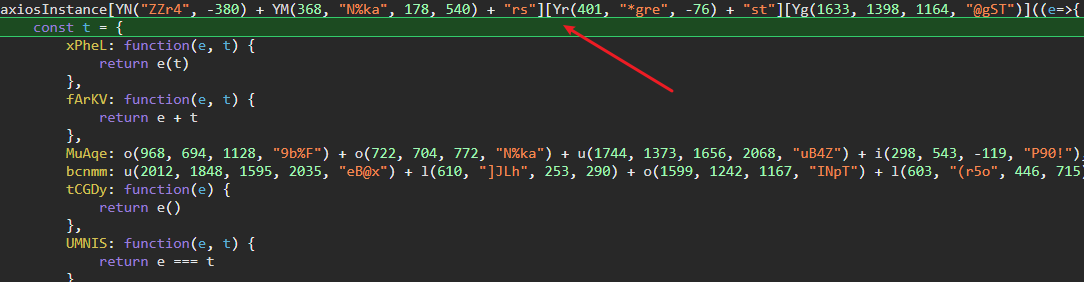 axiosInstance[YN("ZZr4", -380) + YM(368, "N%ka", 178, 540) + "rs"][Yr(401, "*gre", -76) + "st"][Yg(1633, 1398, 1164, "@gST")]((e=>{
const t = {
xPheL: function(e, t) {
return e(t)
},
fArKV: function(e, t) {
return e + t
},
MuAqe: o(968, 694, 1128, "9b%F") + o(722, 704, 772, "N%ka") + u(1744, 1373, 1656, 2068, "uB4Z") + i(298, 543, -119, "P90!"),
bcnmm: u(2012, 1848, 1595, 2035, "eB@x") + l(610, "]JLh", 253, 290) + o(1599, 1242, 1167, "INpT") + l(603, "(r5o", 446, 715)
tCGDy: function(e) {
return e()
},
UMNIS: function(e, t) {
return e === t
}